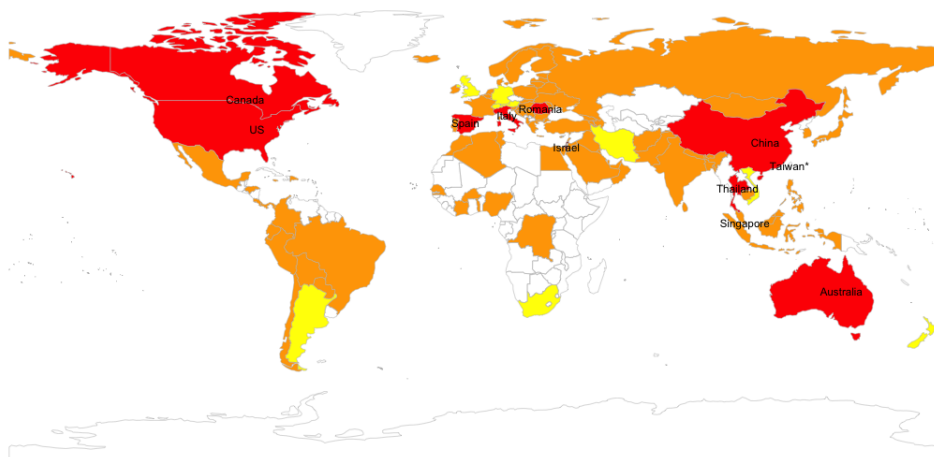 Canada
US
Spain
Italy
Romania
Israel
China
Taiwan*
Thailand
Singapore
Australia